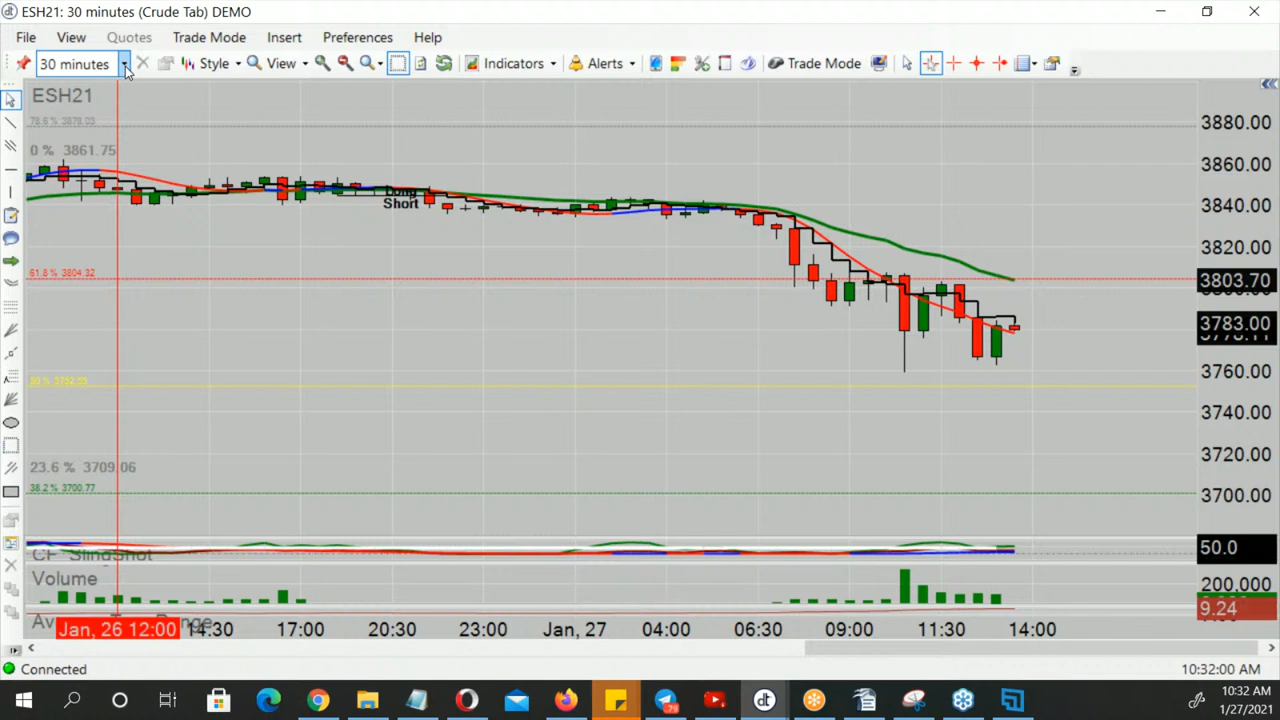 ESH21: 30 minutes (Crude Tab) DEMO
File View Quotes Trade Mode Insert Preferences Help
30 minutes Style View Indicators Alerts Trade Mode
ESH21
78.6 % 3878.03
0 % 3861.75
Short
61.8 % 3804.32
23.6 % 3709.06
38.2 % 3700.77
CF SlingShot
Volume
3880.00
3860.00
3840.00
3820.00
3803.70
3783.00
3760.00
3740.00
3720.00
3700.00
50.0
200.000
9.24
Jan, 26 12:00 14:30 17:00 20:30 23:00 Jan, 27 04:00 06:30 09:00 11:30 14:00
Connected 10:32:00 AM
10:32 AM
1/27/2021